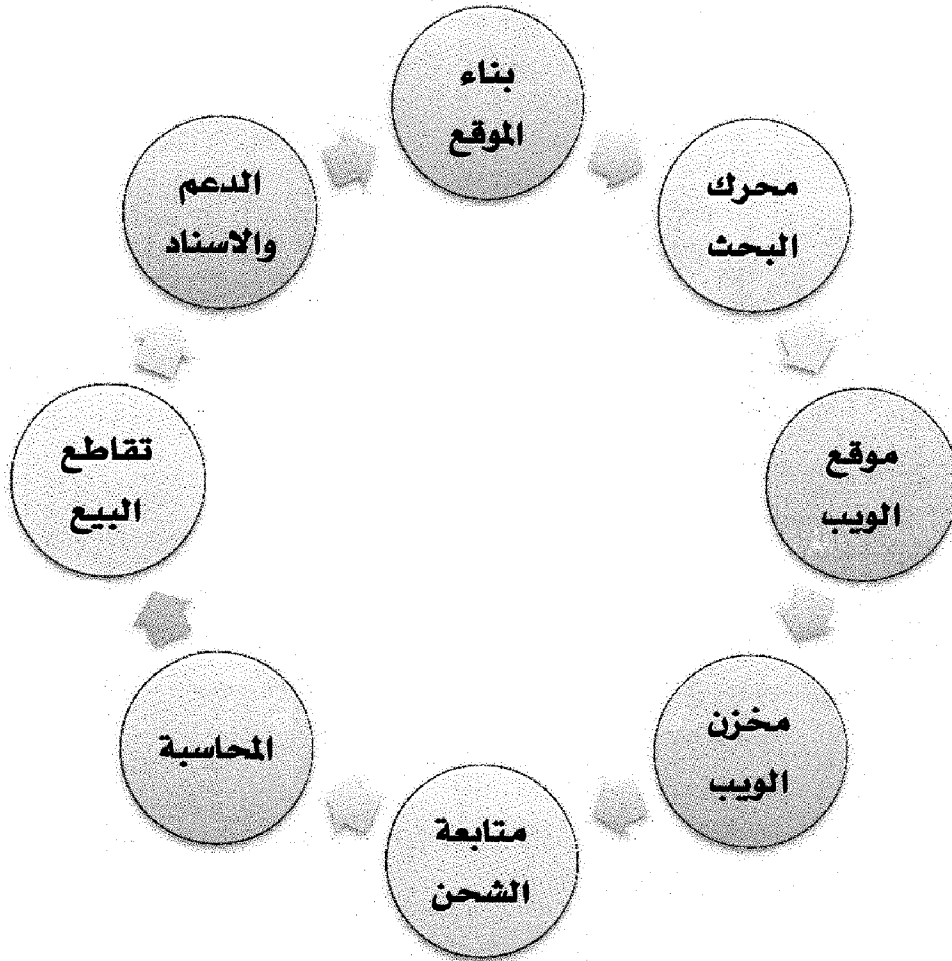 بناء
الموقع
محرك
البحث
موقع
الويب
مخزن
الويب
متابعة
الشحن
المحاسبة
تقاطع
البيع
الدعم
والاسناد